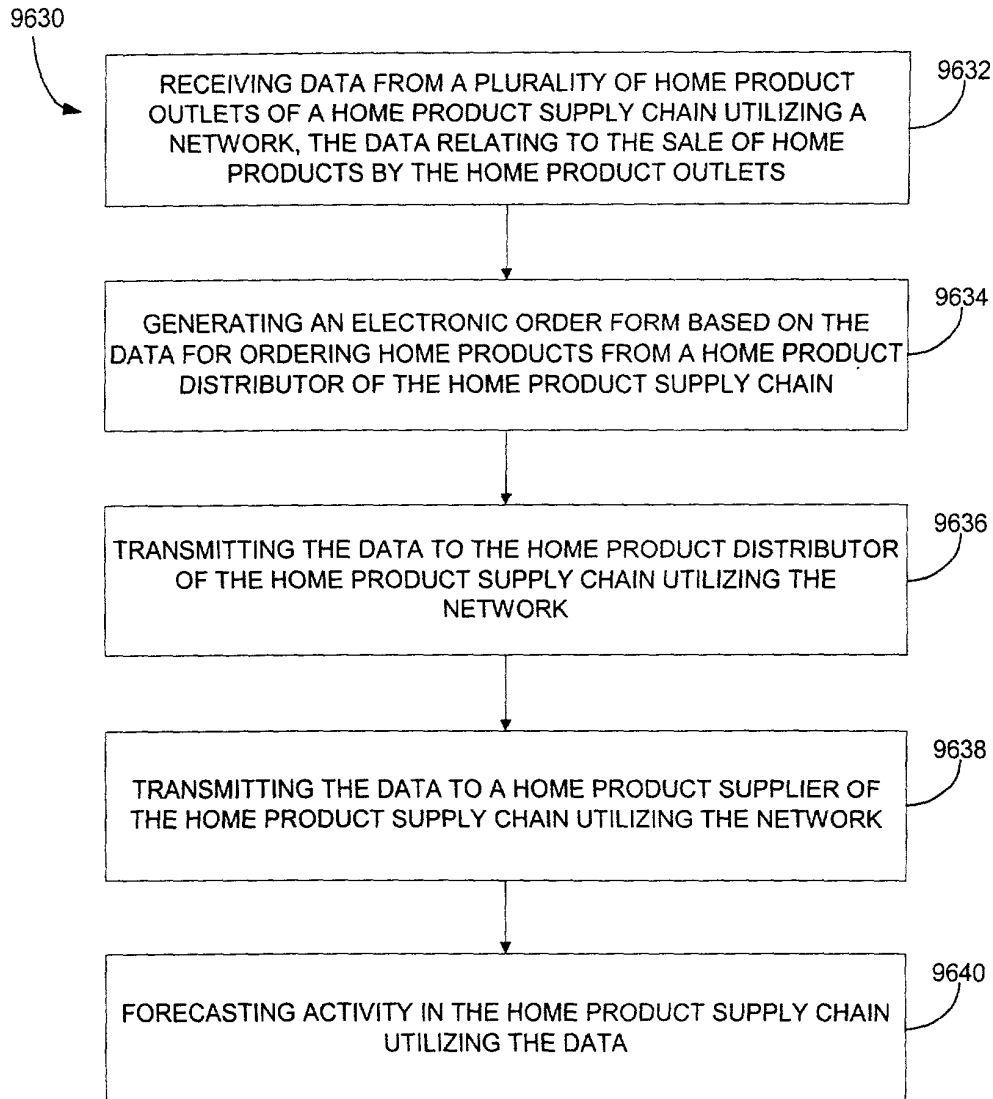 9630
RECEIVING DATA FROM A PLURALITY OF HOME PRODUCT
OUTLETS OF A HOME PRODUCT SUPPLY CHAIN UTILIZING A
NETWORK, THE DATA RELATING TO THE SALE OF HOME
PRODUCTS BY THE HOME PRODUCT OUTLETS
9632
GENERATING AN ELECTRONIC ORDER FORM BASED ON THE
DATA FOR ORDERING HOME PRODUCTS FROM A HOME PRODUCT
DISTRIBUTOR OF THE HOME PRODUCT SUPPLY CHAIN
9634
TRANSMITTING THE DATA TO THE HOME PRODUCT DISTRIBUTOR
OF THE HOME PRODUCT SUPPLY CHAIN UTILIZING THE
NETWORK
9636
TRANSMITTING THE DATA TO A HOME PRODUCT SUPPLIER OF
THE HOME PRODUCT SUPPLY CHAIN UTILIZING THE NETWORK
9638
FORECASTING ACTIVITY IN THE HOME PRODUCT SUPPLY CHAIN
UTILIZING THE DATA
9640